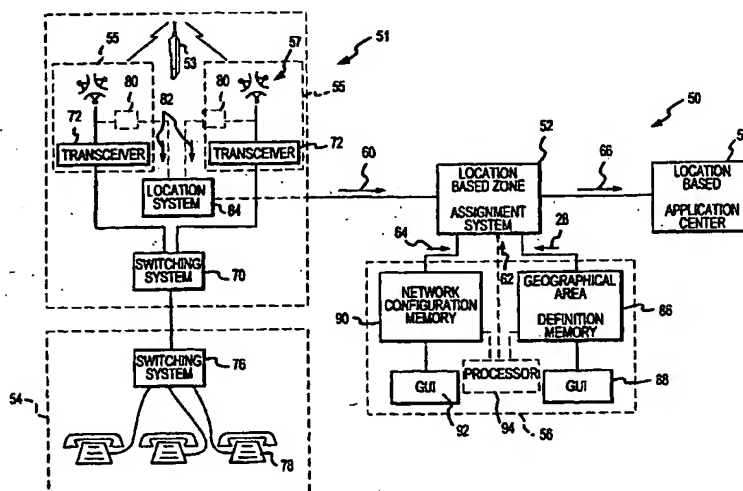 55
53
57
51
55
80
82
80
72
TRANSCEIVER
TRANSCEIVER
72
LOCATION
SYSTEM
84
SWITCHING
SYSTEM
70
50
52
60
LOCATION
BASED ZONE
ASSIGNMENT
SYSTEM
66
LOCATION
BASED
APPLICATION
CENTER
64
62
28
NETWORK
CONFIGURATION
MEMORY
90
GEOGRAPHICAL
AREA
DEFINITION
MEMORY
86
GUI
92
PROCESSOR
94
GUI
88
56
54
SWITCHING
SYSTEM
76
78